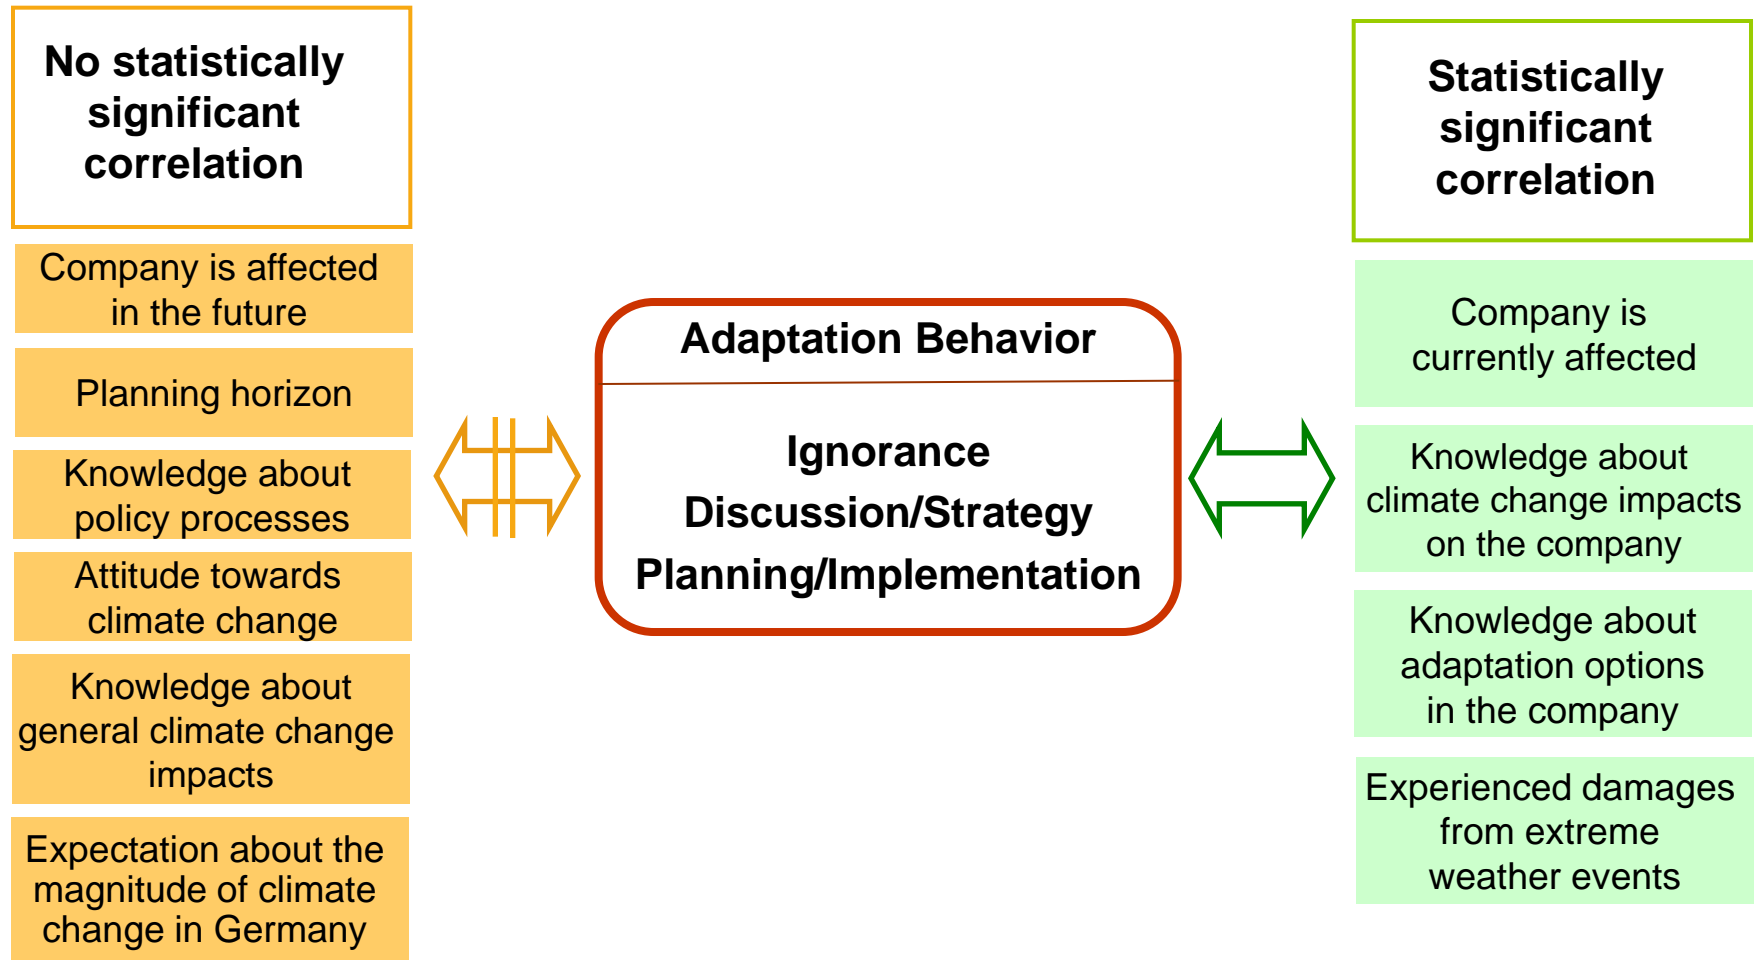 No statistically
significant
correlation
Company is affected
in the future
Planning horizon
Knowledge about
policy processes
Attitude towards
climate change
Knowledge about
general climate change
impacts
Expectation about the
magnitude of climate
change in Germany
Adaptation Behavior
Ignorance
Discussion/Strategy
Planning/Implementation
Statistically
significant
correlation
Company is
currently affected
Knowledge about
climate change impacts
on the company
Knowledge about
adaptation options
in the company
Experienced damages
from extreme
weather events